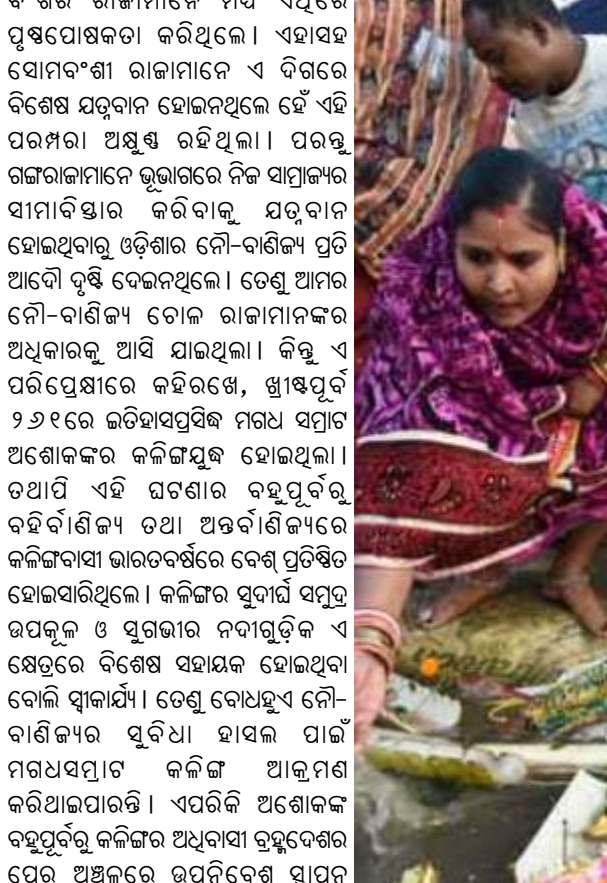 ପୃଷ୍ଠପୋଷକତା କରିଥିଲେ। ଏହାସହ
ସୋମବଂଶୀ ରାଜାମାନେ ଏ ଦିଗରେ
ବିଶେଷ ଯତ୍ନବାନ ହୋଇନଥିଲେ ହେଁ ଏହି
ପରମ୍ପରା ଅକ୍ଷୁଣ୍ଣ ରହିଥିଲା। ପରନ୍ତୁ
ଗଙ୍ଗରାଜାମାନେ ଭୂଭାଗରେ ନିଜ ସାମ୍ରାଜ୍ୟର
ସୀମାବିସ୍ତାର କରିବାକୁ ଯତ୍ନବାନ
ହୋଇଥିବାରୁ ଓଡ଼ିଶାର ନୌ-ବାଣିଜ୍ୟ ପ୍ରତି
ଆଦୌ ଦୃଷ୍ଟି ଦେଇନଥିଲେ। ତେଣୁ ଆମର
ନୌ-ବାଣିଜ୍ୟ ଚୋଳ ରାଜାମାନଙ୍କର
ଅଧିକାରକୁ ଆସି ଯାଇଥିଲା। କିନ୍ତୁ ଏ
ପରିପ୍ରେକ୍ଷୀରେ କହିରଖେ, ଖ୍ରୀଷ୍ଟପୂର୍ବ
୨୬୧ରେ ଇତିହାସପ୍ରସିଦ୍ଧ ମଗଧ ସମ୍ରାଟ
ଅଶୋକଙ୍କର କଳିଙ୍ଗଯୁଦ୍ଧ ହୋଇଥିଲା।
ତଥାପି ଏହି ଘଟଣାର ବହୁପୂର୍ବରୁ
ବହିର୍ବାଣିଜ୍ୟ ତଥା ଅନ୍ତର୍ବାଣିଜ୍ୟରେ
କଳିଙ୍ଗବାସୀ ଭାରତବର୍ଷରେ ବେଶ୍ ପ୍ରତିଷ୍ଠିତ
ହୋଇସାରିଥିଲେ। କଳିଙ୍ଗର ସୁଦୀର୍ଘ ସମୁଦ୍ର
ଉପକୂଳ ଓ ସୁଗଭୀର ନଦୀଗୁଡ଼ିକ ଏ
କ୍ଷେତ୍ରରେ ବିଶେଷ ସହାୟକ ହୋଇଥିବା
ବୋଲି ସ୍ୱୀକାର୍ଯ୍ୟ। ତେଣୁ ବୋଧହୁଏ ନୌ-
ବାଣିଜ୍ୟର ସୁବିଧା ହାସଲ ପାଇଁ
ମଗଧସମ୍ରାଟ କଳିଙ୍ଗ ଆକ୍ରମଣ
କରିଥାଇପାରନ୍ତି। ଏପରିକି ଅଶୋକଙ୍କ
ବହୁପୂର୍ବରୁ କଳିଙ୍ଗର ଅଧିବାସୀ ବ୍ରହ୍ମଦେଶର
ପେର ଅଞ୍ଚଳରେ ଉପନିବେଶ ସ୍ଥାପନ